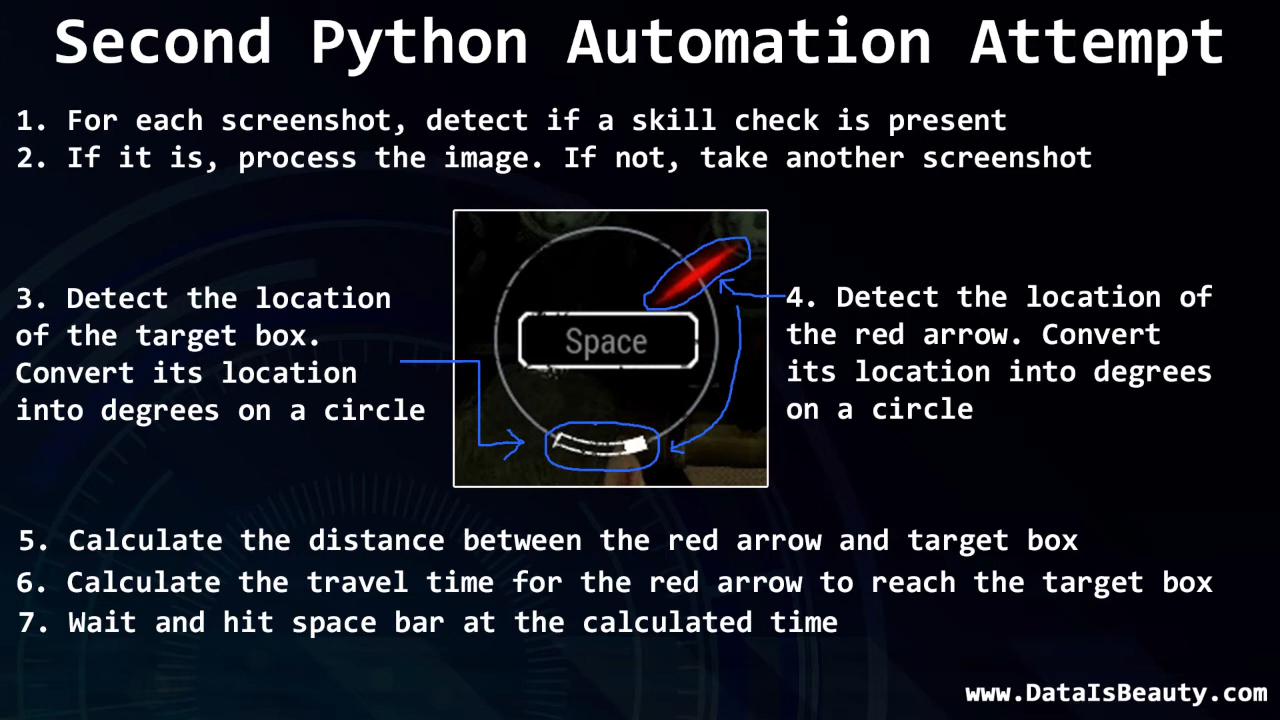 Second Python Automation Attempt
1. For each screenshot, detect if a skill check is present
2. If it is, process the image. If not, take another screenshot
3. Detect the location
of the target box.
Convert its location
into degrees on a circle
Space
4. Detect the location of
the red arrow. Convert
its location into degrees
on a circle
5. Calculate the distance between the red arrow and target box
6. Calculate the travel time for the red arrow to reach the target box
7. Wait and hit space bar at the calculated time
www.DataIsBeauty.com